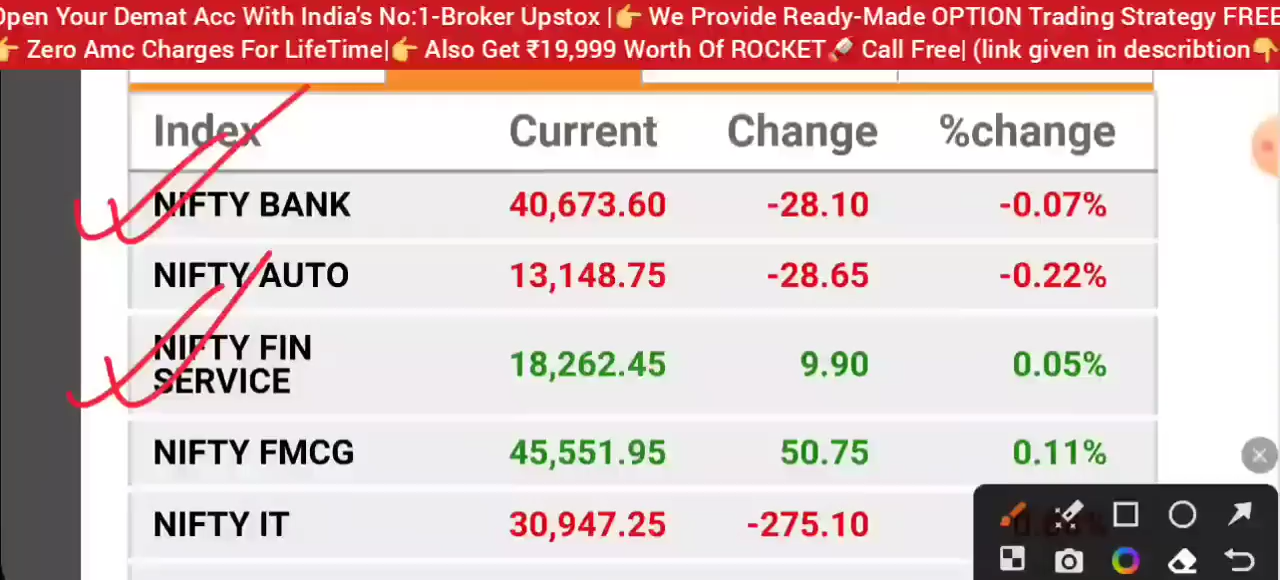 Open Your Demat Acc With India's No:1-Broker Upstox |👉 We Provide Ready-Made OPTION Trading Strategy FREE
👉 Zero Amc Charges For LifeTime|👉 Also Get ₹19,999 Worth Of ROCKET🚀 Call Free| (link given in describtion👇
Index Current Change %change
NIFTY BANK 40,673.60 -28.10 -0.07%
NIFTY AUTO 13,148.75 -28.65 -0.22%
NIFTY FIN
SERVICE 18,262.45 9.90 0.05%
NIFTY FMCG 45,551.95 50.75 0.11%
NIFTY IT 30,947.25 -275.10